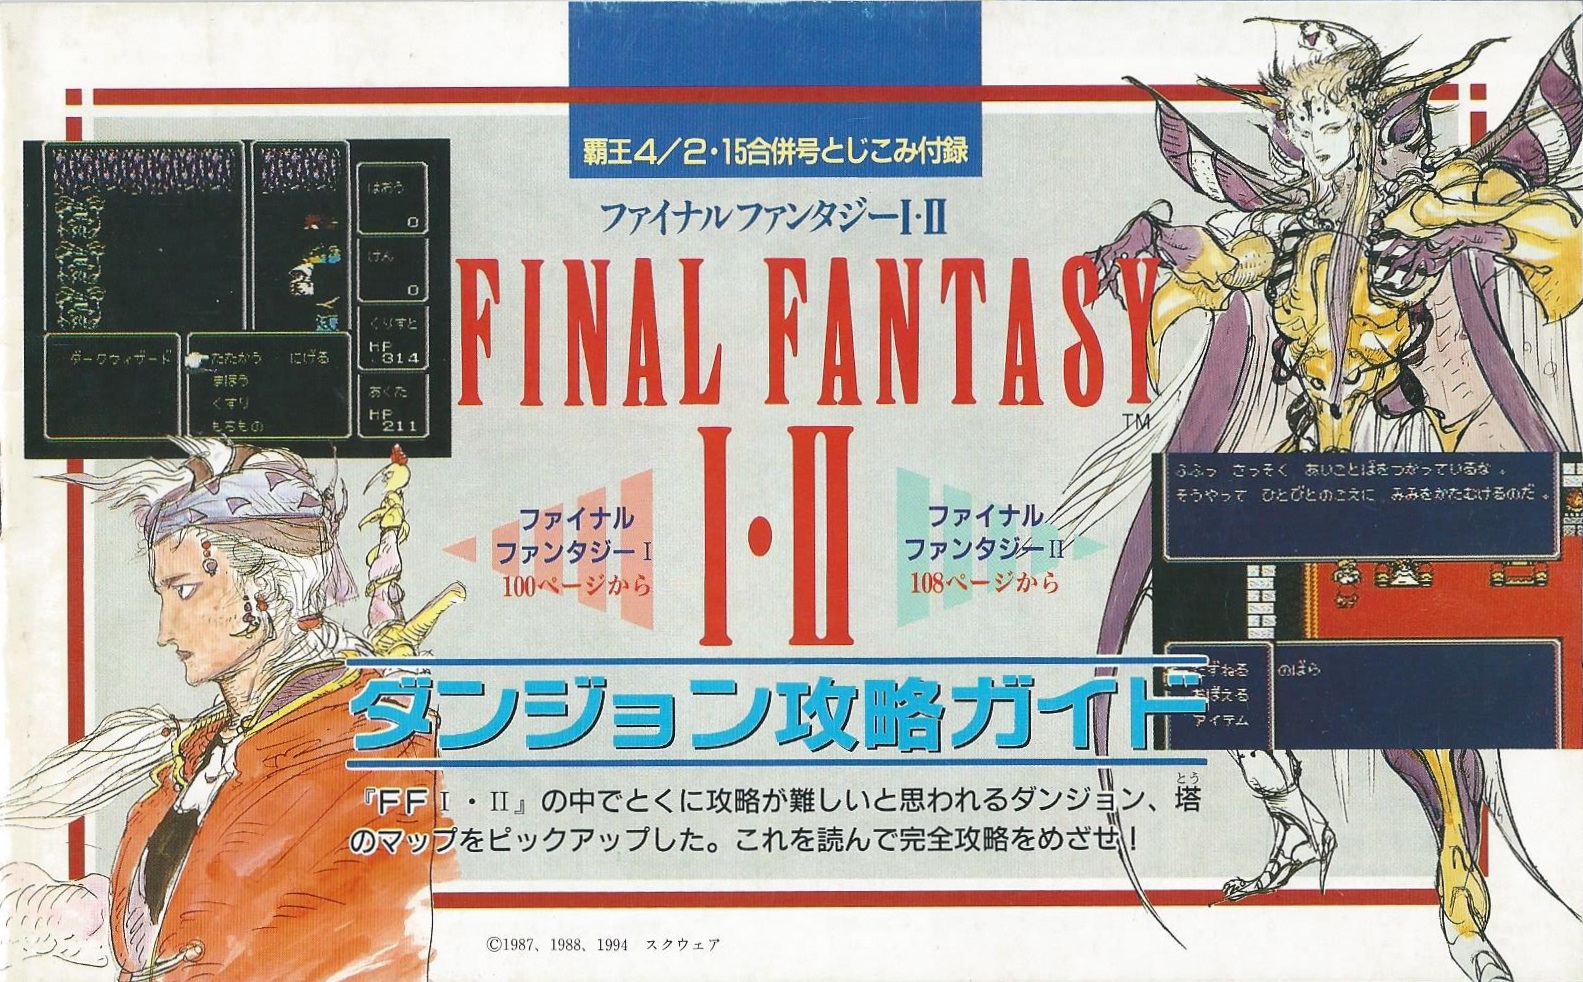 覇王4/2・15合併号とじこみ付録
ファイナルファンタジーI・II
FINAL FANTASY
TM
I・II
ファイナル
ファンタジーI
100ページから
ファイナル
ファンタジーII
108ページから
ダンジョン攻略ガイド
とう
『FFI・II』の中でとくに攻略が難しいと思われるダンジョン、塔
のマップをピックアップした。これを読んで完全攻略をめざせ!
©1987、1988、1994 スクウェア
はあう
0
けん
0
くりすと
HP
314
あくた
HP
211
ダークウィザード
たたかう にげる
まほう
くすり
もちもの
ふふっ さっそく あいことばをつかっているな。
そうやって ひとびとのこえに みみをかたむけるのだ。
たずねる
おぼえる
アイテム
のばら